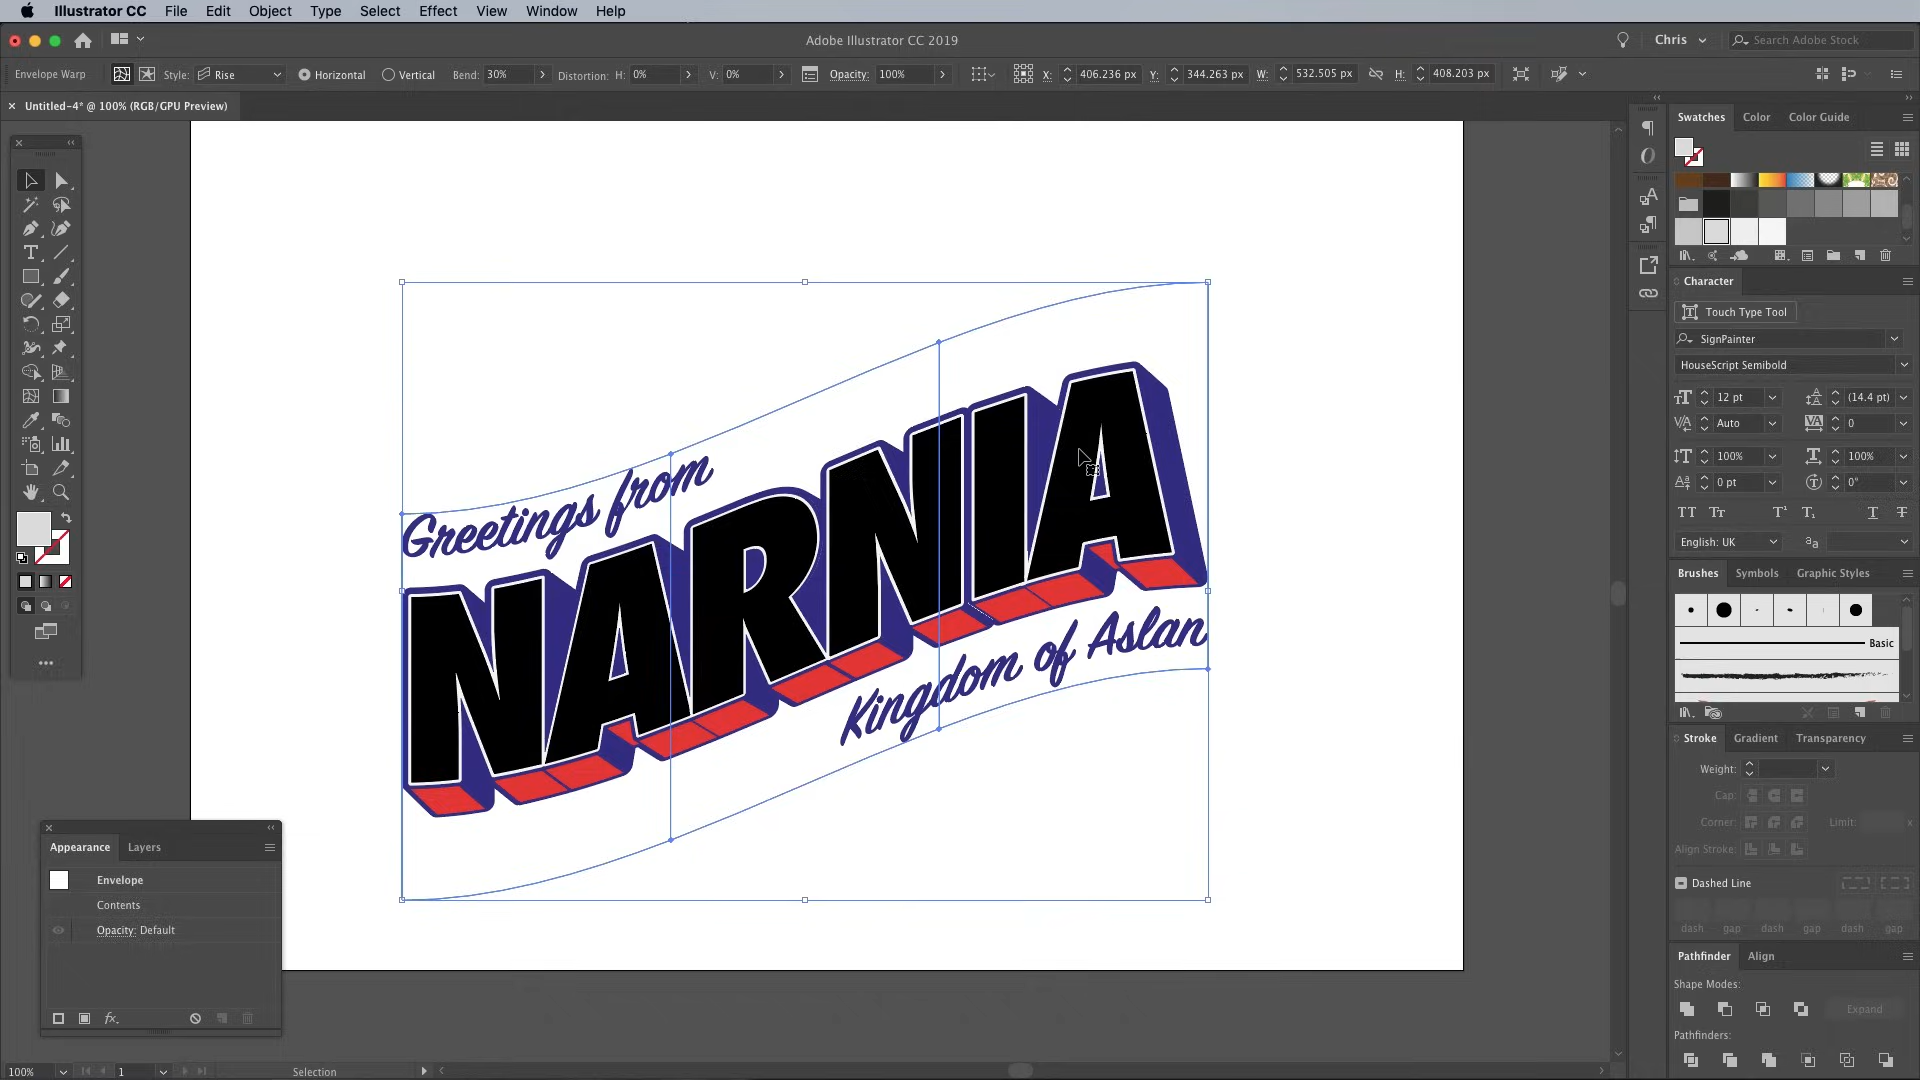 Illustrator CC File Edit Object Type Select Effect View Window Help
Adobe Illustrator CC 2019
Chris
Search Adobe Stock
Envelope Warp Style: Rise Horizontal Vertical Bend: 30% Distortion: H: 0% V: 0% Opacity: 100% X: 406.236 px Y: 344.263 px W: 532.505 px H: 408.203 px
Untitled-4* @ 100% (RGB/GPU Preview)
Greetings from
NARNIA
Kingdom of Aslan
Appearance Layers
Envelope
Contents
Opacity: Default
fx.
100% 1 Selection
Swatches Color Color Guide
Character
Touch Type Tool
SignPainter
HouseScript Semibold
12 pt (14.4 pt)
Auto 0
100% 100%
0 pt 0°
English: UK
Brushes Symbols Graphic Styles
Basic
Stroke Gradient Transparency
Weight:
Cap:
Corner: Limit: x
Align Stroke:
Dashed Line
dash gap dash gap dash gap
Pathfinder Align
Shape Modes:
Expand
Pathfinders: